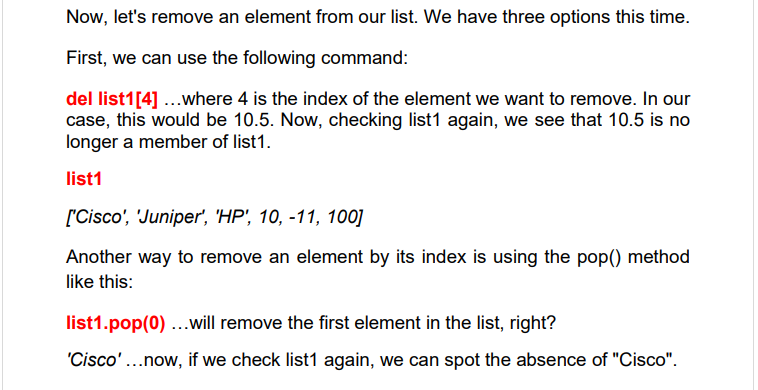 Now, let's remove an element from our list. We have three options this time.
First, we can use the following command:
del list1[4] …where 4 is the index of the element we want to remove. In our
case, this would be 10.5. Now, checking list1 again, we see that 10.5 is no
longer a member of list1.
list1
['Cisco', 'Juniper', 'HP', 10, -11, 100]
Another way to remove an element by its index is using the pop() method
like this:
list1.pop(0) …will remove the first element in the list, right?
'Cisco' …now, if we check list1 again, we can spot the absence of "Cisco".